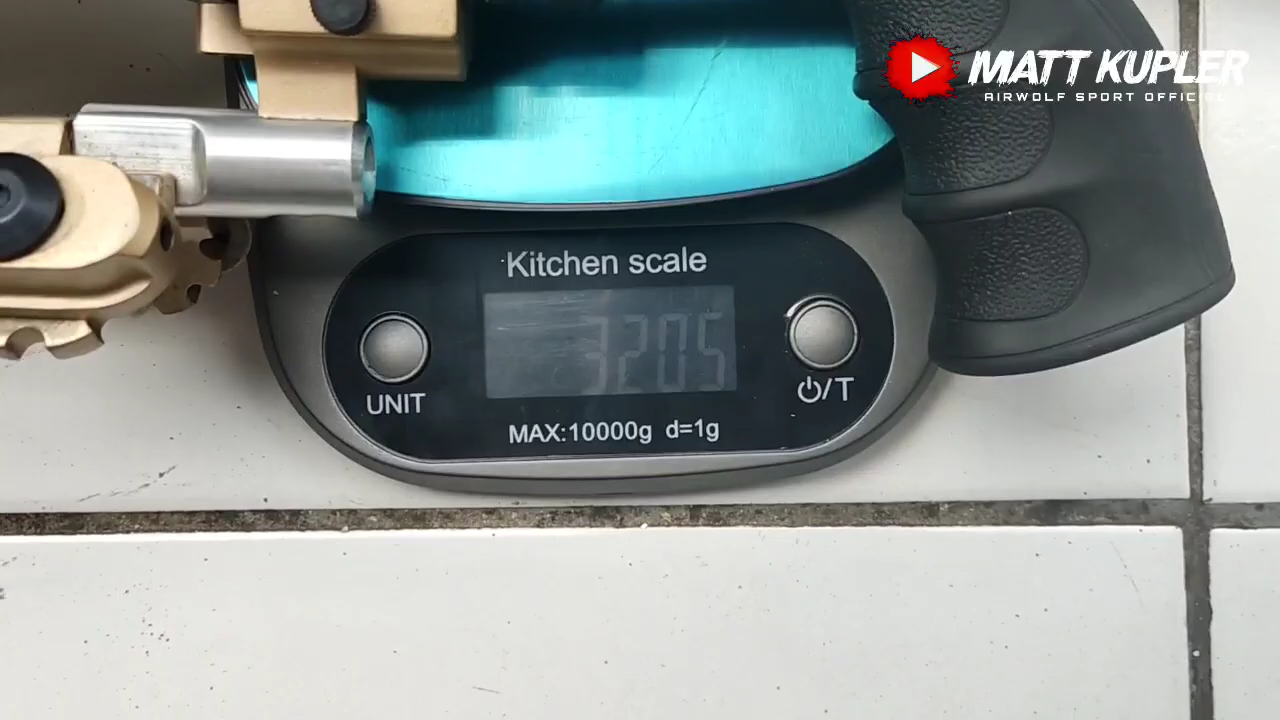 MATT KUPLER
AIRWOLF SPORT OFFICIAL
Kitchen scale
3205
UNIT
⏻/T
MAX:10000g d=1g